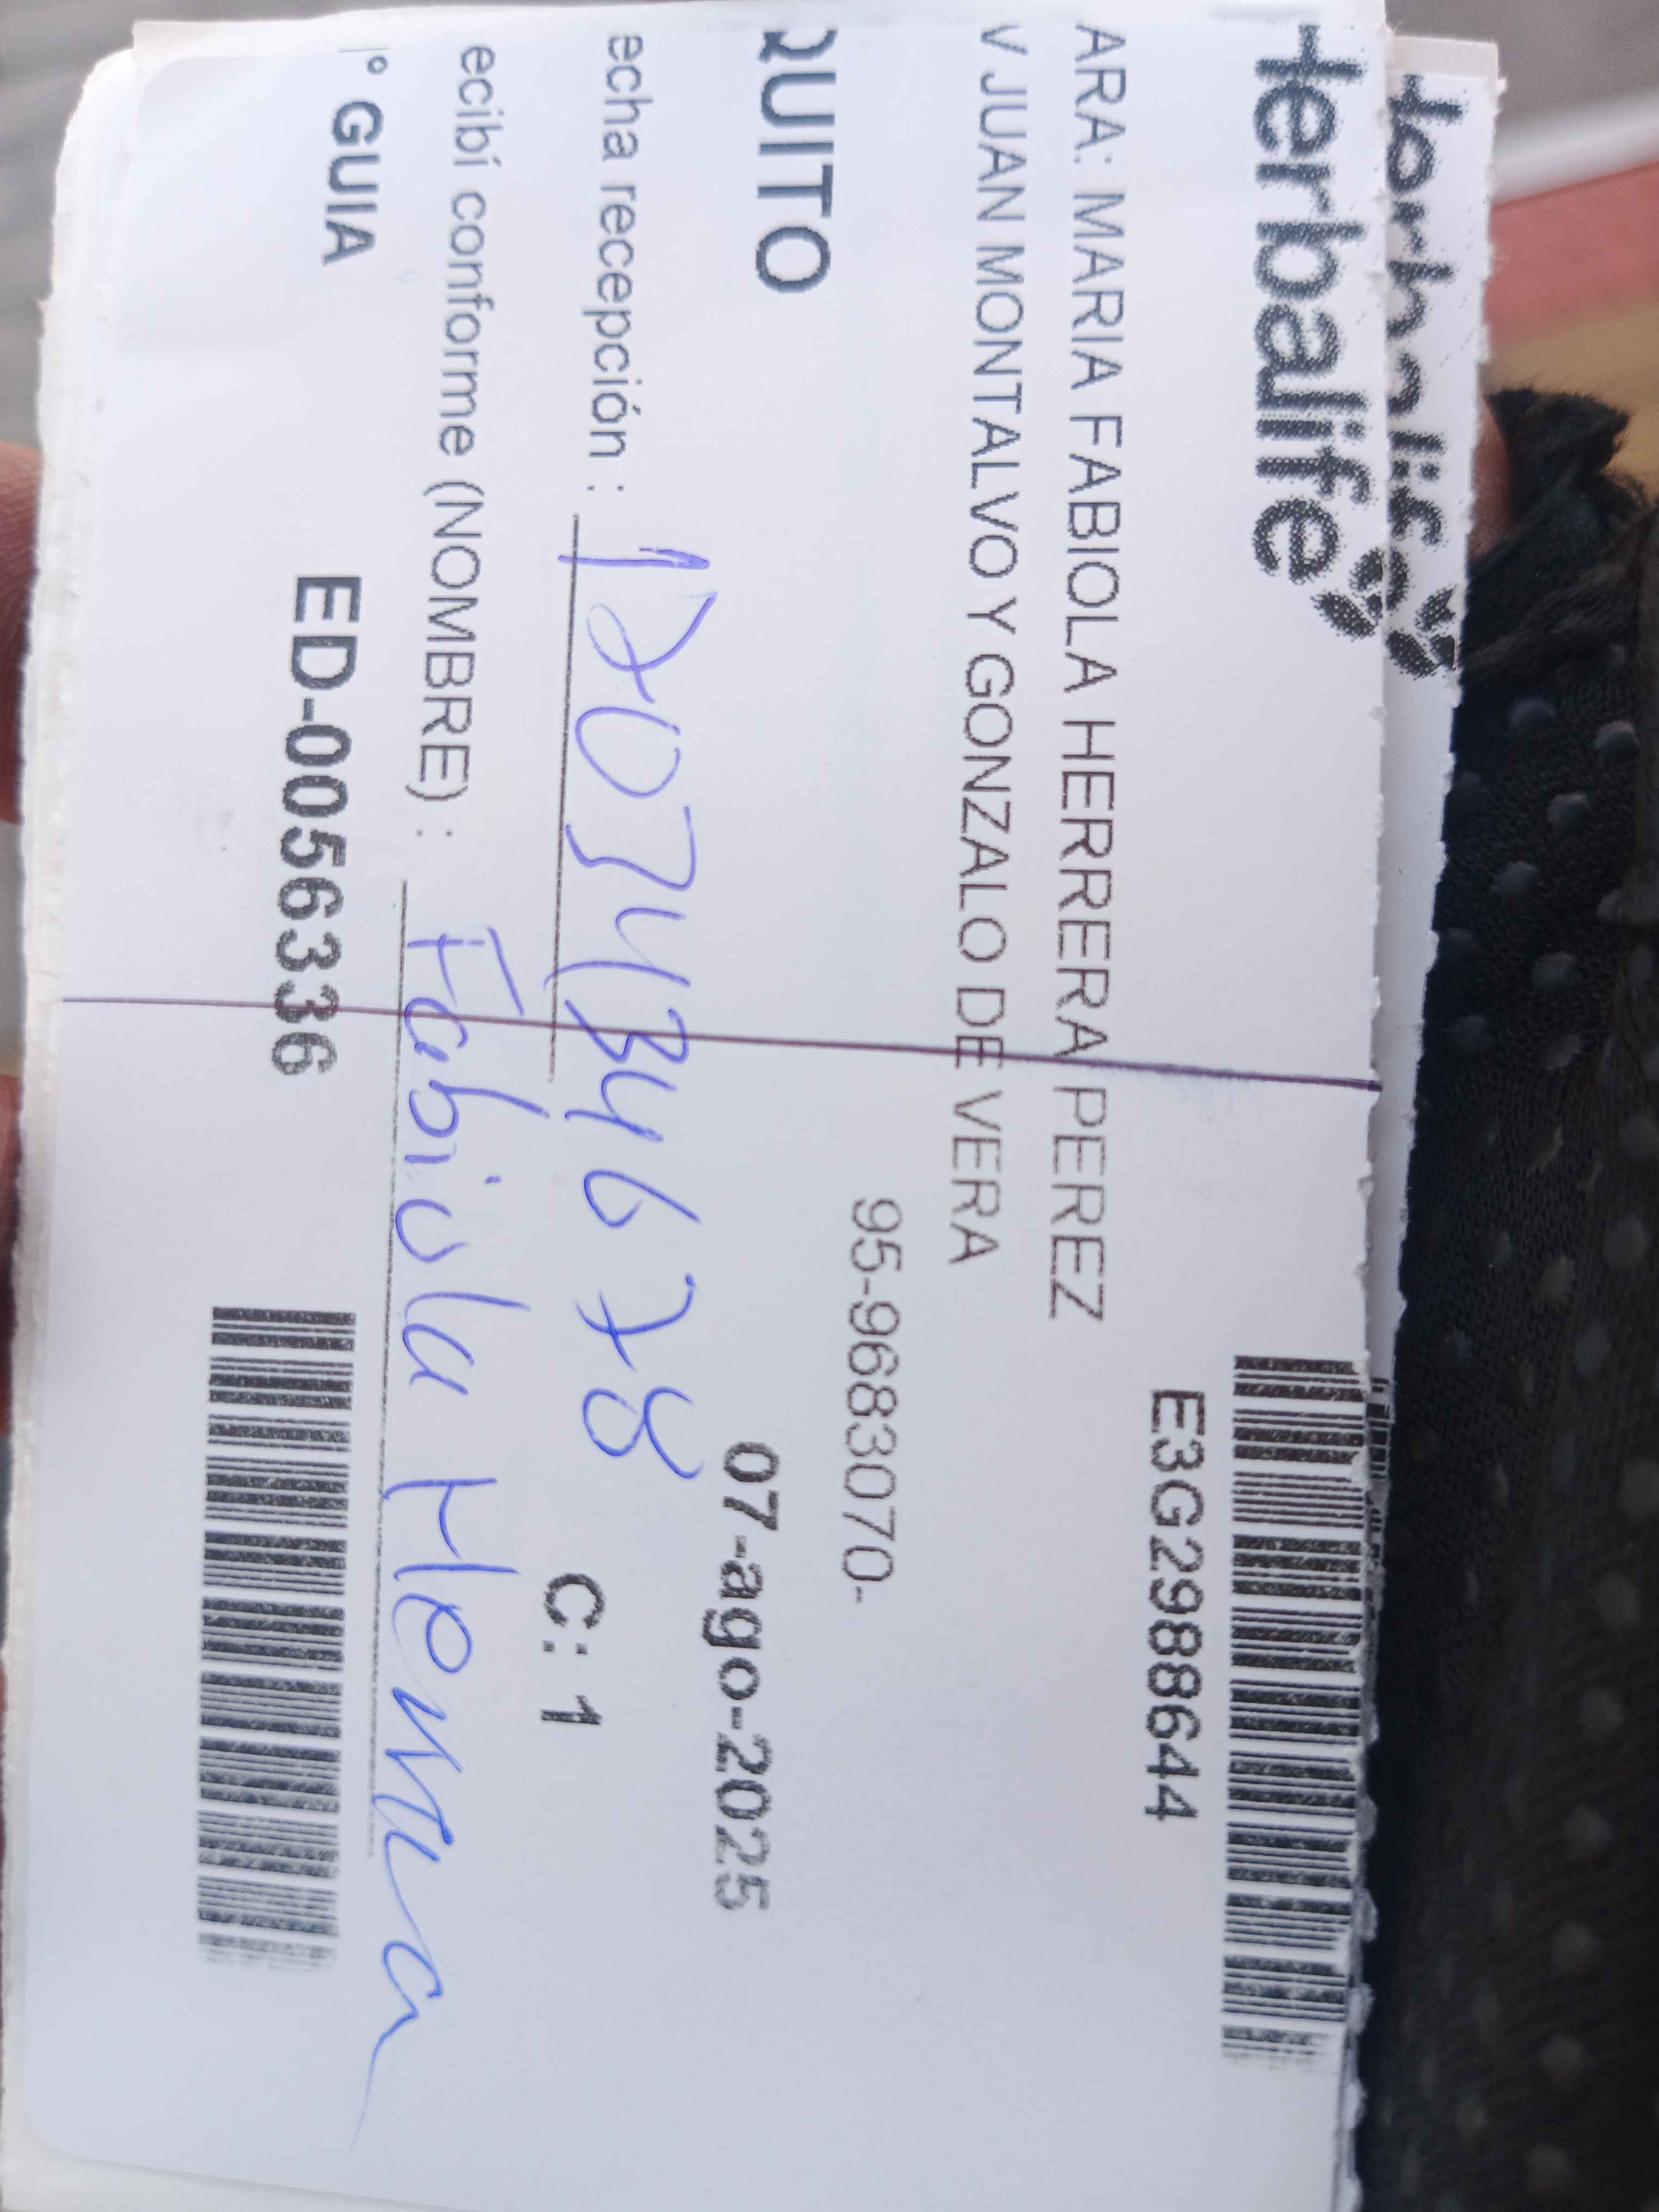 Herbalife
E3G2988644
ARA: MARIA FABIOLA HERRERA PEREZ
V JUAN MONTALVO Y GONZALO DE VERA
95-9683070-
QUITO
07-ago-2025
echa recepción :
C: 1
ecibí conforme (NOMBRE) : Fabiola Herrera
° GUIA ED-0056336